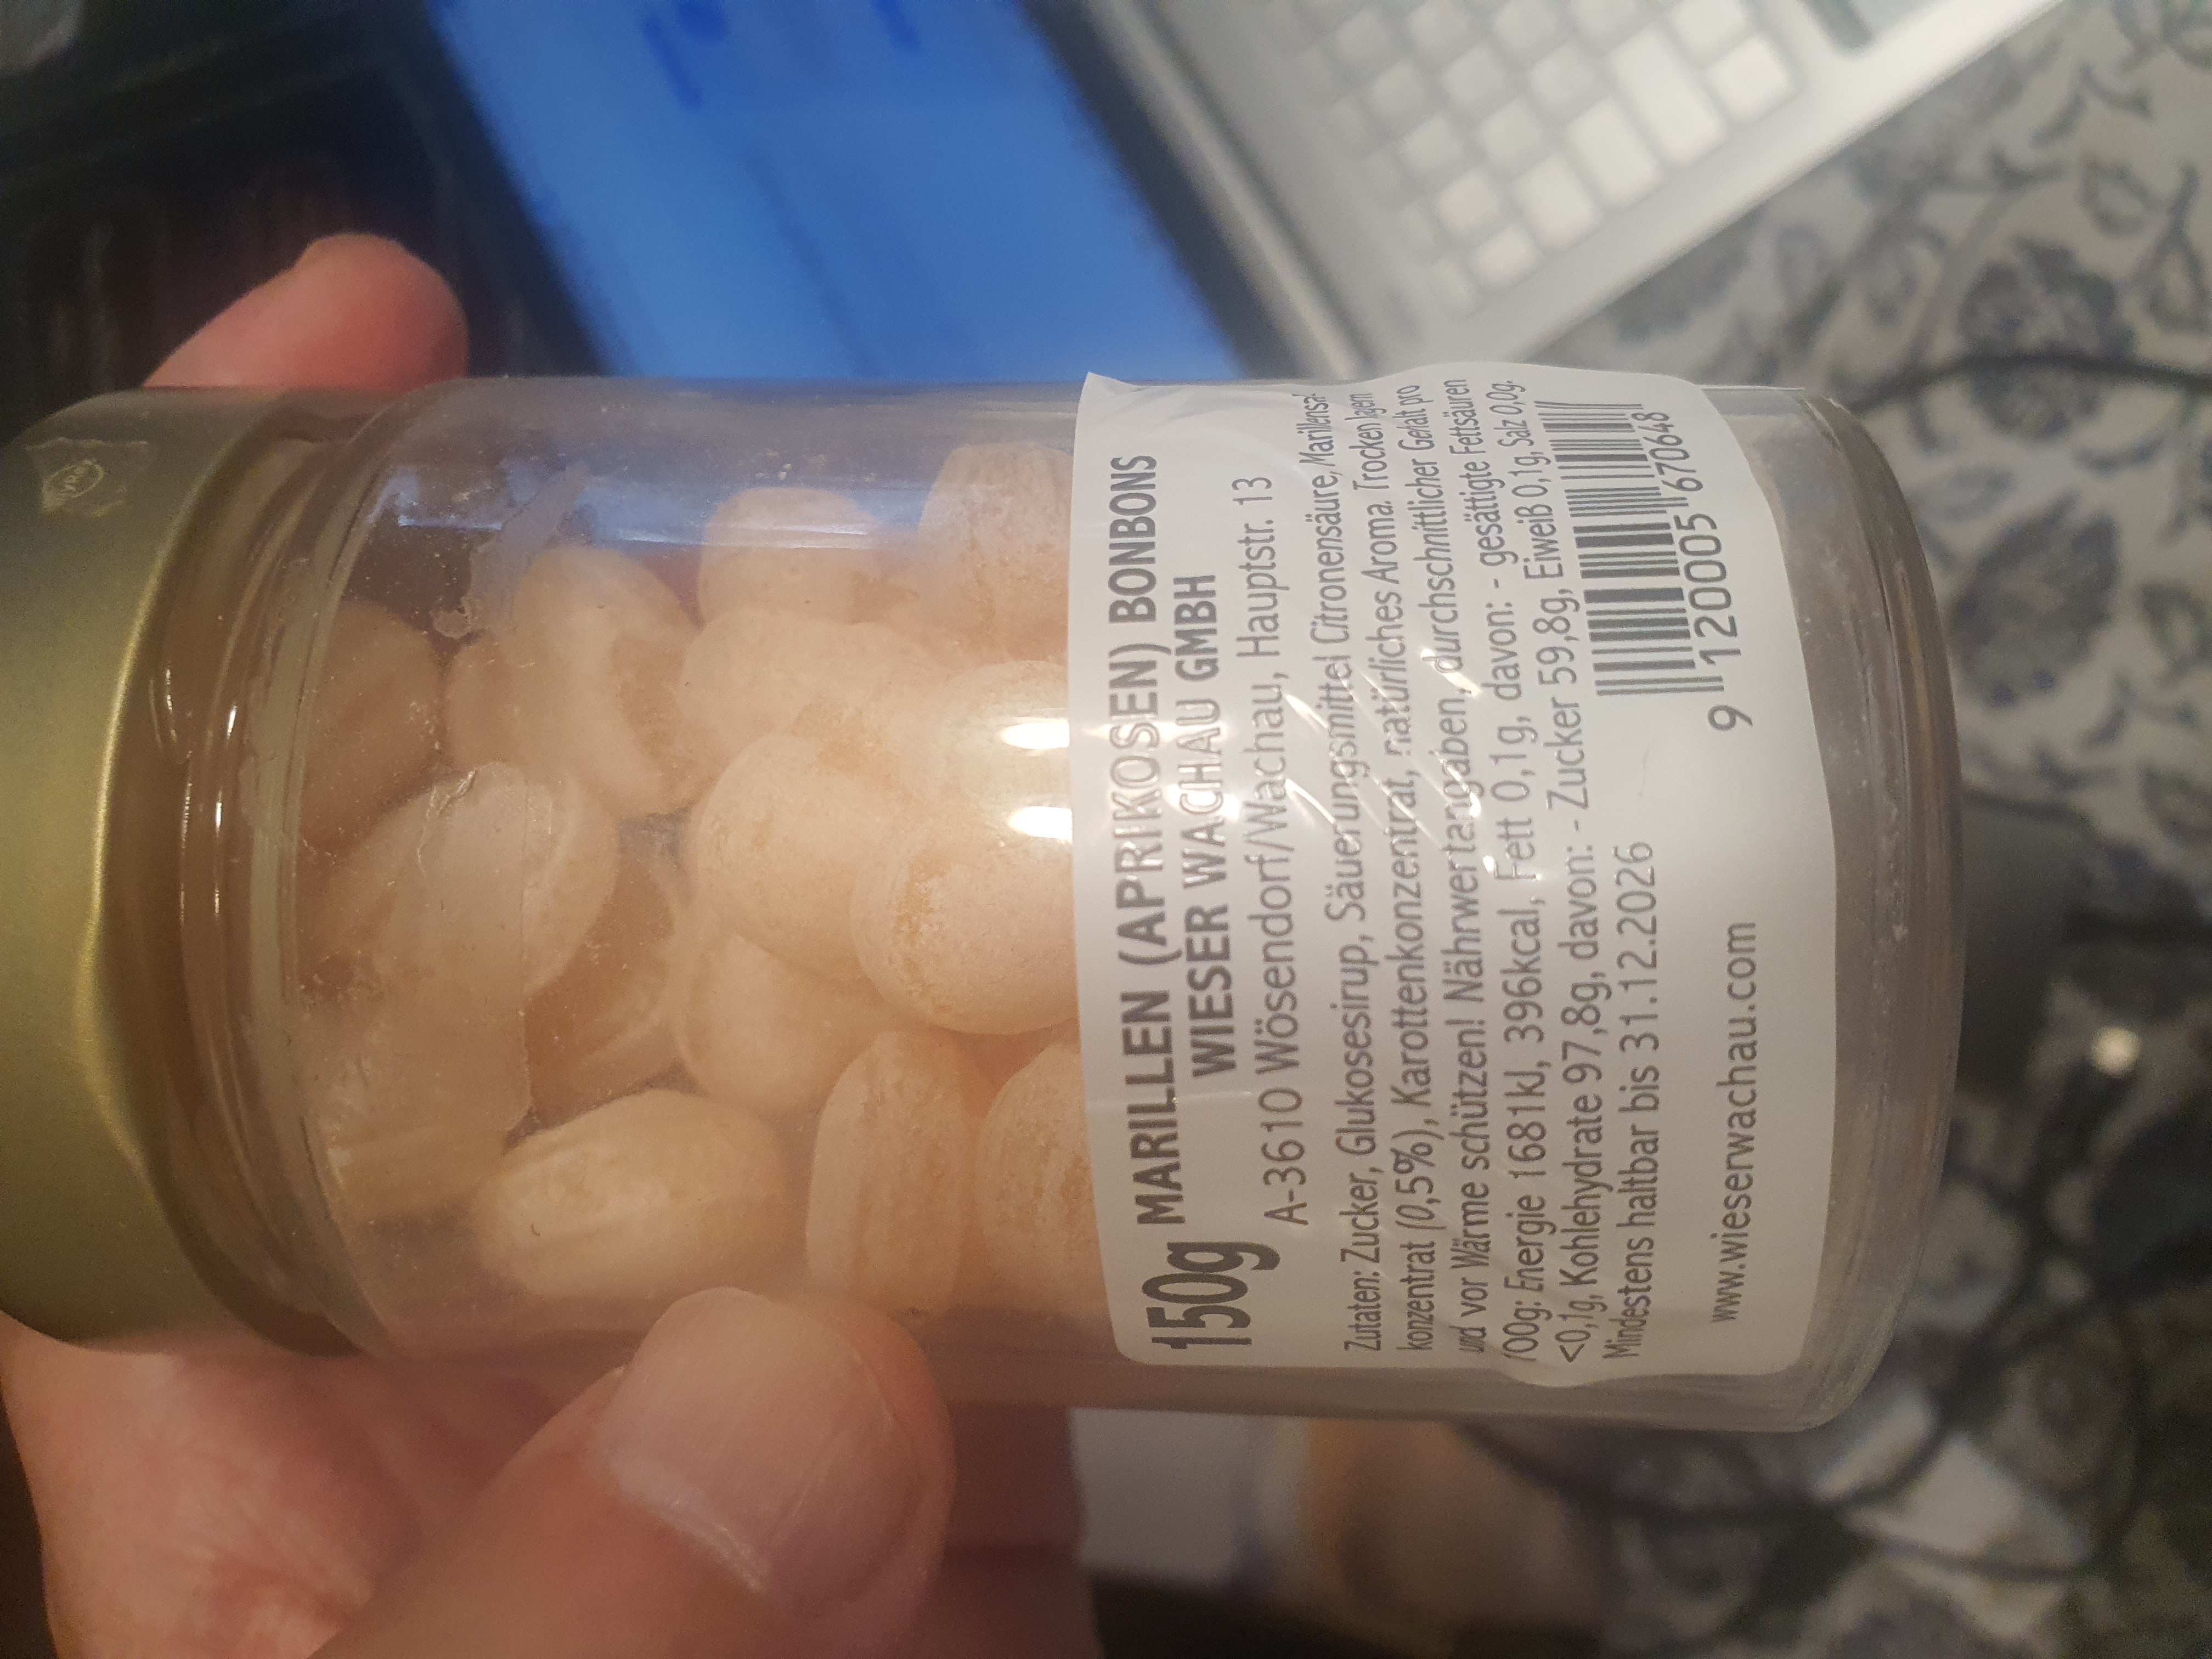 150g MARILLEN (APRIKOSEN) BONBONS
WIESER WACHAU GMBH
A-3610 Wösendorf/Wachau, Hauptstr. 13
Zutaten: Zucker, Glukosesirup, Säuerungsmittel Citronensäure, Marillensa
konzentrat (0,5%), Karottenkonzentrat, natürliches Aroma. Trocken lagern
und vor Wärme schützen! Nährwertangaben, durchschnittlicher Gehalt pro
100g: Energie 1681kJ, 396kcal, Fett 0,1g, davon: - gesättigte Fettsäuren
<0,1g, Kohlehydrate 97,8g, davon: - Zucker 59,8g, Eiweiß 0,1g, Salz 0,0g.
Mindestens haltbar bis 31.12.2026
9 120005 670648
www.wieserwachau.com